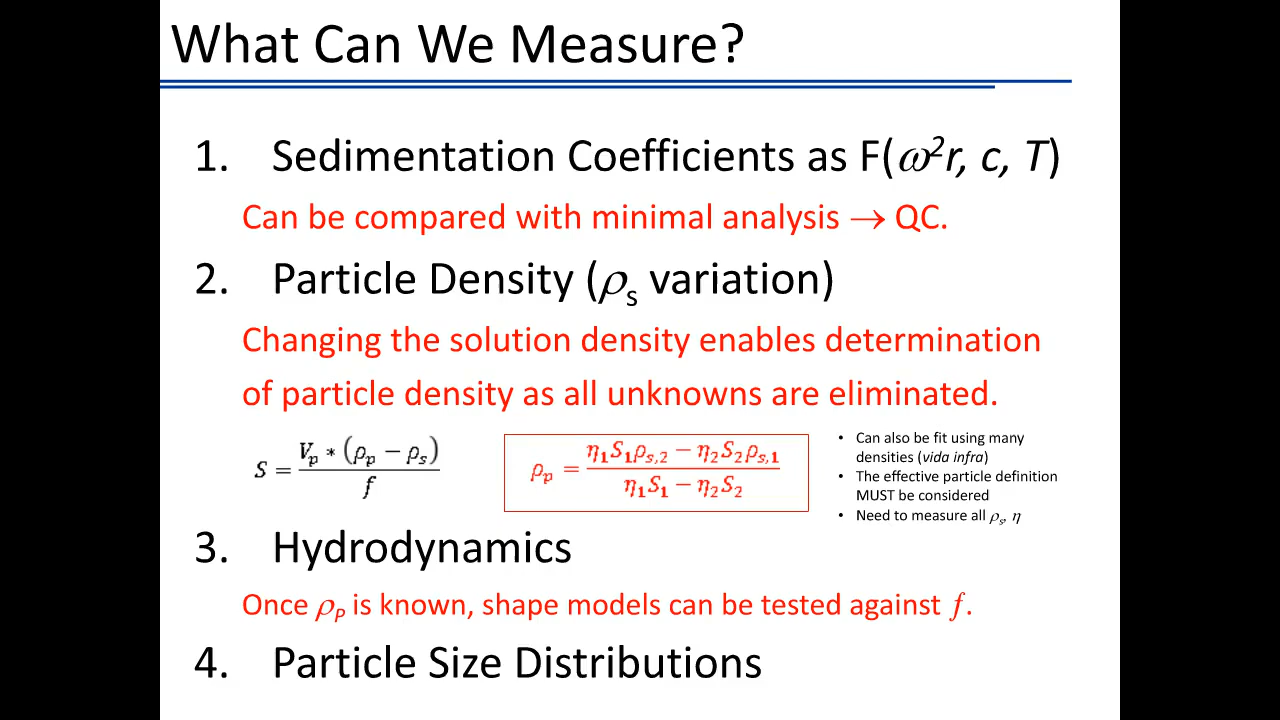 What Can We Measure?
1. Sedimentation Coefficients as F(ω²r, c, T)
Can be compared with minimal analysis → QC.
2. Particle Density (ρₛ variation)
Changing the solution density enables determination
of particle density as all unknowns are eliminated.
S = Vₚ * (ρₚ − ρₛ) / f
ρₚ = (η₁S₁ρₛ,₂ − η₂S₂ρₛ,₁) / (η₁S₁ − η₂S₂)
• Can also be fit using many
densities (vida infra)
• The effective particle definition
MUST be considered
• Need to measure all ρₛ, η
3. Hydrodynamics
Once ρ_P is known, shape models can be tested against f.
4. Particle Size Distributions